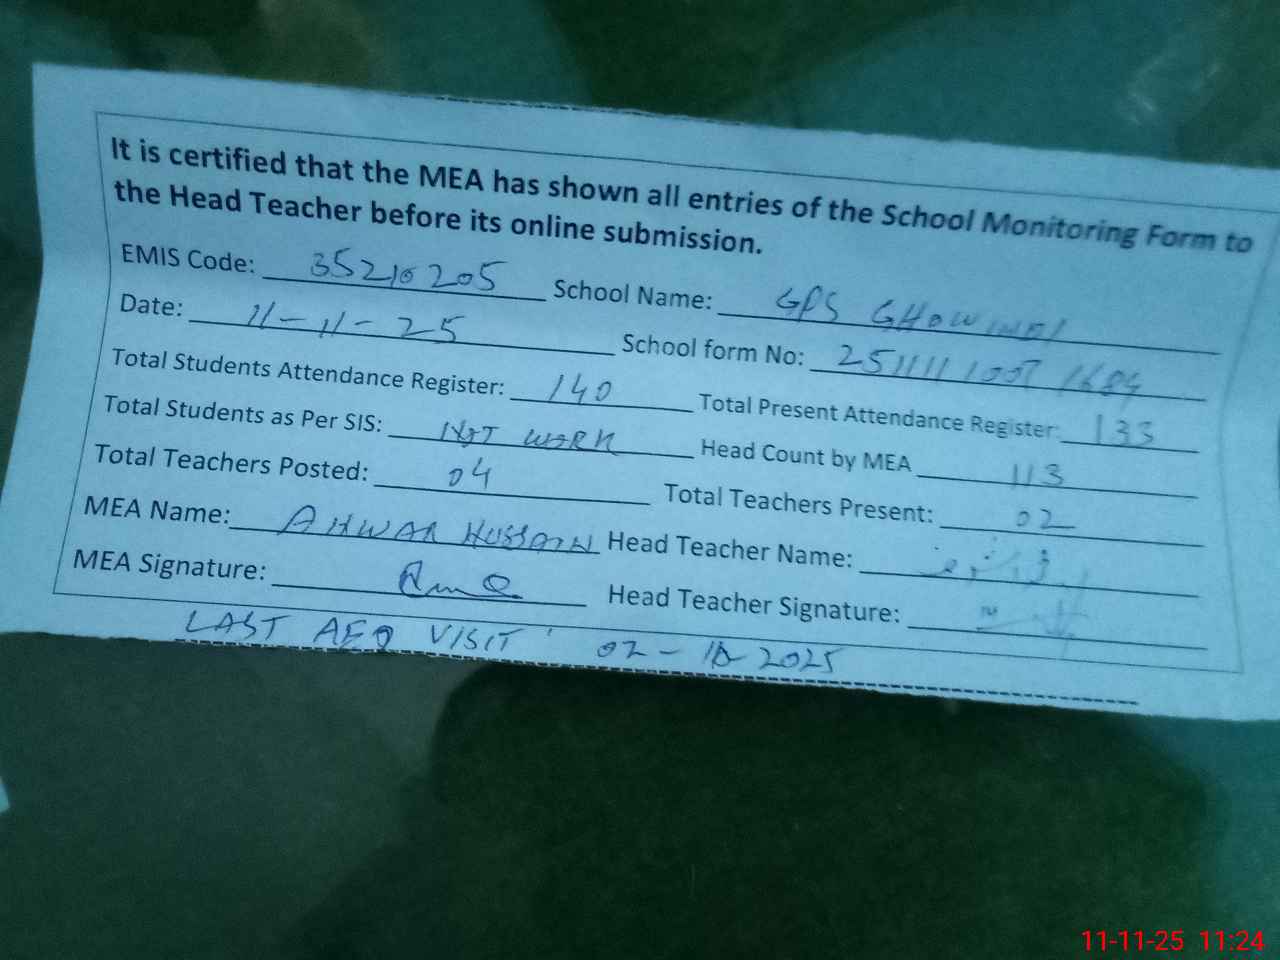 It is certified that the MEA has shown all entries of the School Monitoring Form to
the Head Teacher before its online submission.
EMIS Code: 35210205 School Name: GPS
Date: 11-11-25 School form No: 251111
Total Students Attendance Register: 140 Total Present Attendance Register: 133
Total Students as Per SIS: NOT WORK Head Count by MEA 113
Total Teachers Posted: 04 Total Teachers Present: 02
MEA Name: HUSSAIN Head Teacher Name:
MEA Signature: Head Teacher Signature:
LAST AEO VISIT 02-10-2025
11-11-25 11:24